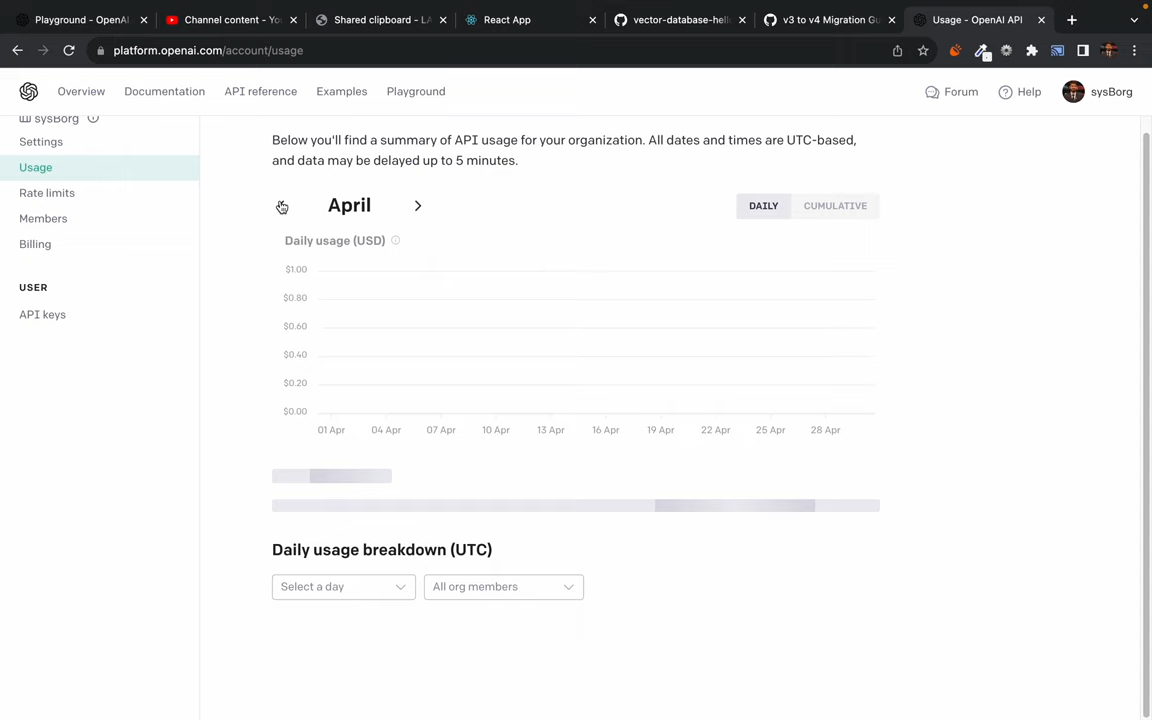 Playground - OpenAI
Channel content - Yo
Shared clipboard - LA
React App
vector-database-hell
v3 to v4 Migration Gu
Usage - OpenAI API
platform.openai.com/account/usage
Overview
Documentation
API reference
Examples
Playground
Forum
Help
sysBorg
sysBorg
Settings
Usage
Rate limits
Members
Billing
USER
API keys
Below you'll find a summary of API usage for your organization. All dates and times are UTC-based,
and data may be delayed up to 5 minutes.
April
DAILY
CUMULATIVE
Daily usage (USD)
$1.00
$0.80
$0.60
$0.40
$0.20
$0.00
01 Apr
04 Apr
07 Apr
10 Apr
13 Apr
16 Apr
19 Apr
22 Apr
25 Apr
28 Apr
Daily usage breakdown (UTC)
Select a day
All org members